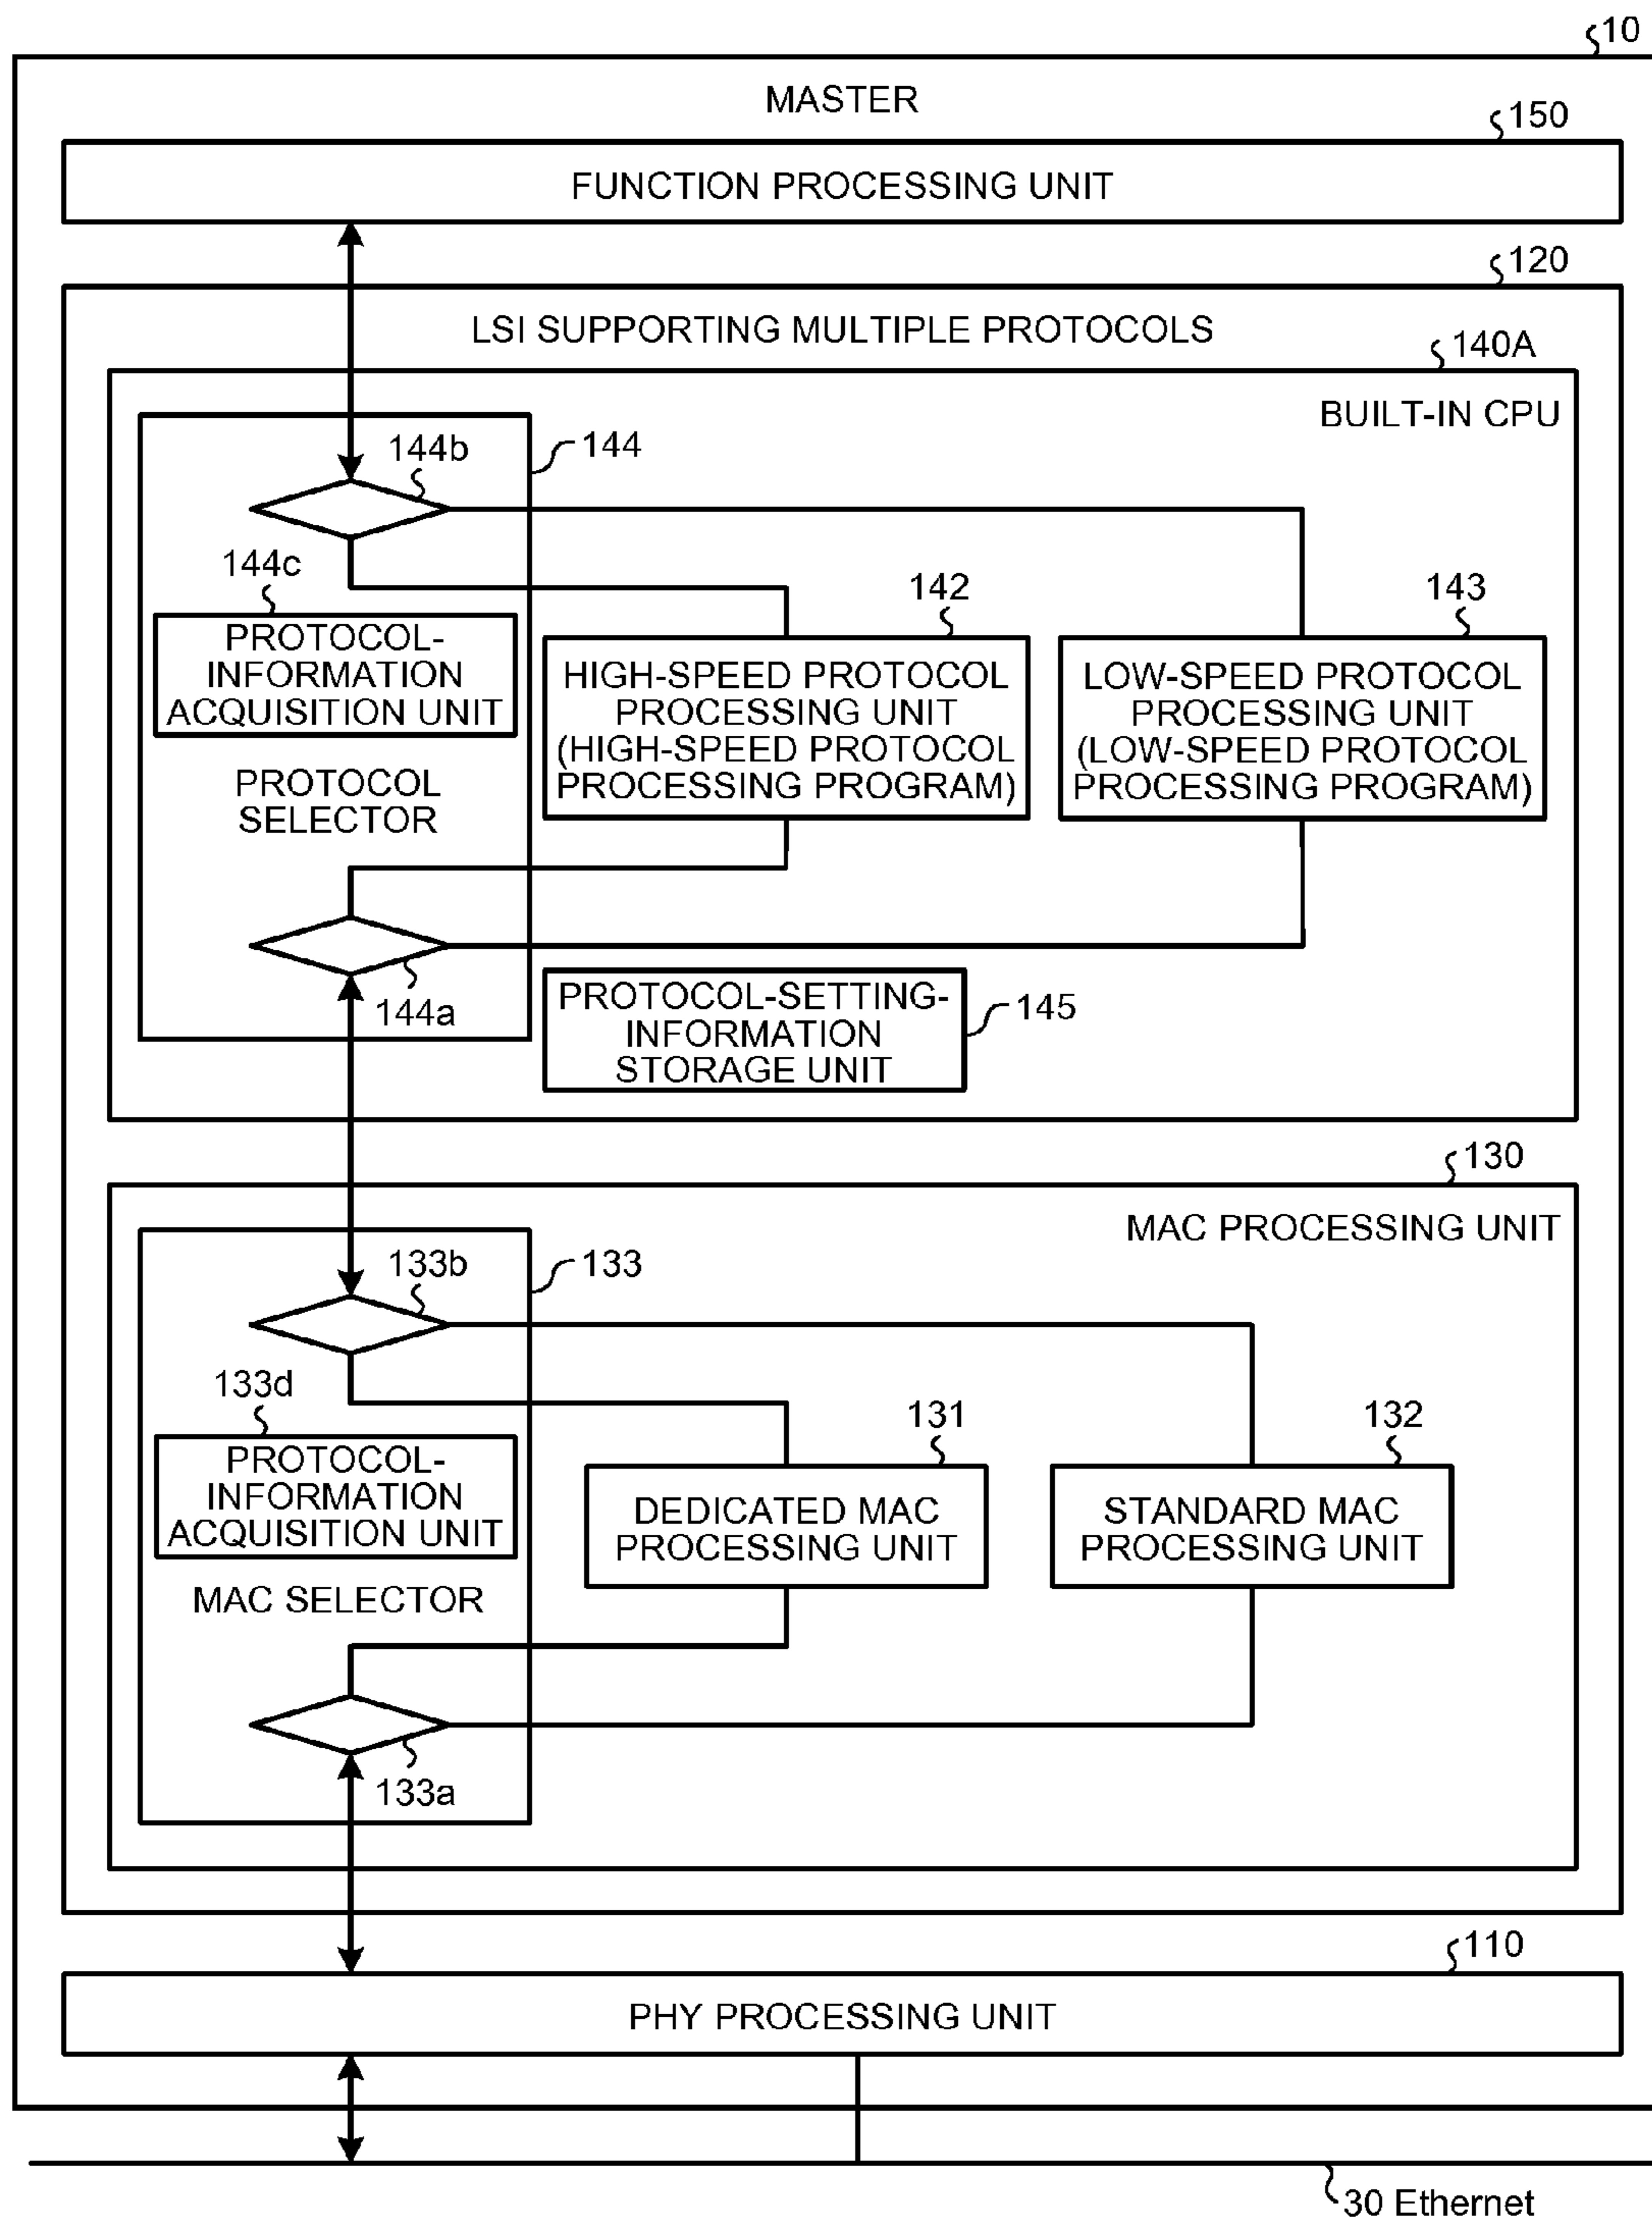 10
MASTER
150
FUNCTION PROCESSING UNIT
120
LSI SUPPORTING MULTIPLE PROTOCOLS
140A
BUILT-IN CPU
144b
144
144c
PROTOCOL-
INFORMATION
ACQUISITION UNIT
PROTOCOL
SELECTOR
142
HIGH-SPEED PROTOCOL
PROCESSING UNIT
(HIGH-SPEED PROTOCOL
PROCESSING PROGRAM)
143
LOW-SPEED PROTOCOL
PROCESSING UNIT
(LOW-SPEED PROTOCOL
PROCESSING PROGRAM)
144a
PROTOCOL-SETTING-
INFORMATION
STORAGE UNIT
145
130
MAC PROCESSING UNIT
133b
133
133d
PROTOCOL-
INFORMATION
ACQUISITION UNIT
MAC SELECTOR
131
DEDICATED MAC
PROCESSING UNIT
132
STANDARD MAC
PROCESSING UNIT
133a
110
PHY PROCESSING UNIT
30 Ethernet